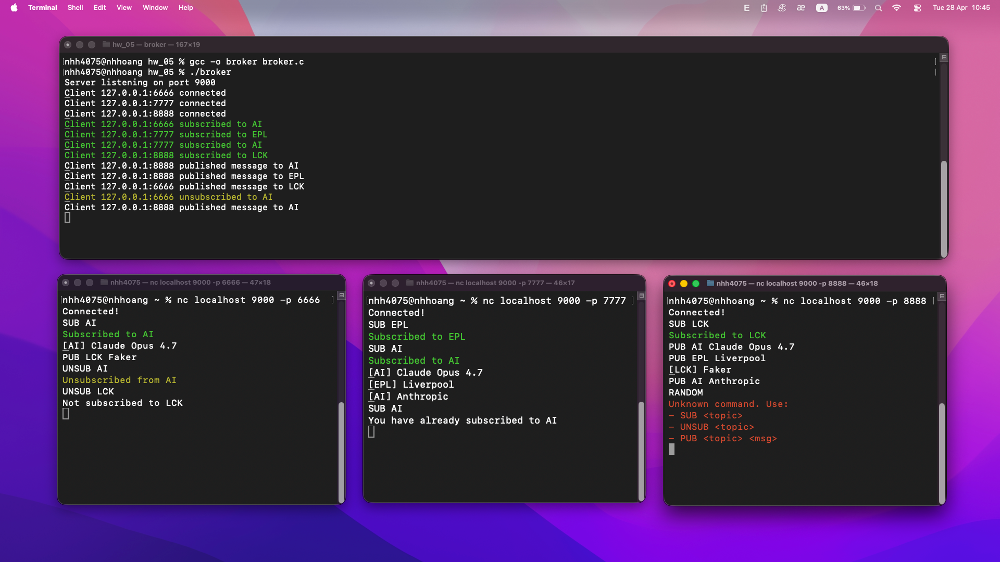 Terminal Shell Edit View Window Help E æ A 63% Tue 28 Apr 10:45
hw_05 — broker — 167×19
[nhh4075@nhhoang hw_05 % gcc -o broker broker.c ]
[nhh4075@nhhoang hw_05 % ./broker ]
Server listening on port 9000
Client 127.0.0.1:6666 connected
Client 127.0.0.1:7777 connected
Client 127.0.0.1:8888 connected
Client 127.0.0.1:6666 subscribed to AI
Client 127.0.0.1:7777 subscribed to EPL
Client 127.0.0.1:7777 subscribed to AI
Client 127.0.0.1:8888 subscribed to LCK
Client 127.0.0.1:8888 published message to AI
Client 127.0.0.1:8888 published message to EPL
Client 127.0.0.1:6666 published message to LCK
Client 127.0.0.1:6666 unsubscribed to AI
Client 127.0.0.1:8888 published message to AI
nhh4075 — nc localhost 9000 -p 6666 — 47×18
[nhh4075@nhhoang ~ % nc localhost 9000 -p 6666 ]
Connected!
SUB AI
Subscribed to AI
[AI] Claude Opus 4.7
PUB LCK Faker
UNSUB AI
Unsubscribed from AI
UNSUB LCK
Not subscribed to LCK
nhh4075 — nc localhost 9000 -p 7777 — 46×17
[nhh4075@nhhoang ~ % nc localhost 9000 -p 7777 ]
Connected!
SUB EPL
Subscribed to EPL
SUB AI
Subscribed to AI
[AI] Claude Opus 4.7
[EPL] Liverpool
[AI] Anthropic
SUB AI
You have already subscribed to AI
nhh4075 — nc localhost 9000 -p 8888 — 46×18
[nhh4075@nhhoang ~ % nc localhost 9000 -p 8888 ]
Connected!
SUB LCK
Subscribed to LCK
PUB AI Claude Opus 4.7
PUB EPL Liverpool
[LCK] Faker
PUB AI Anthropic
RANDOM
Unknown command. Use:
- SUB <topic>
- UNSUB <topic>
- PUB <topic> <msg>